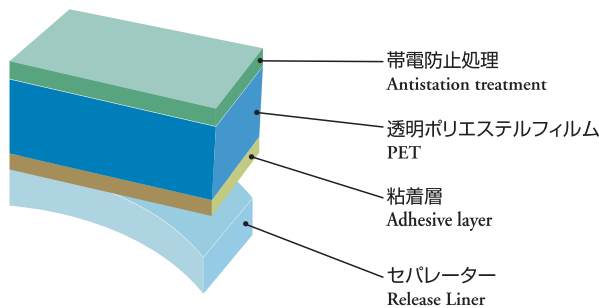 帯電防止処理
Antistation treatment
透明ポリエステルフィルム
PET
粘着層
Adhesive layer
セパレーター
Release Liner